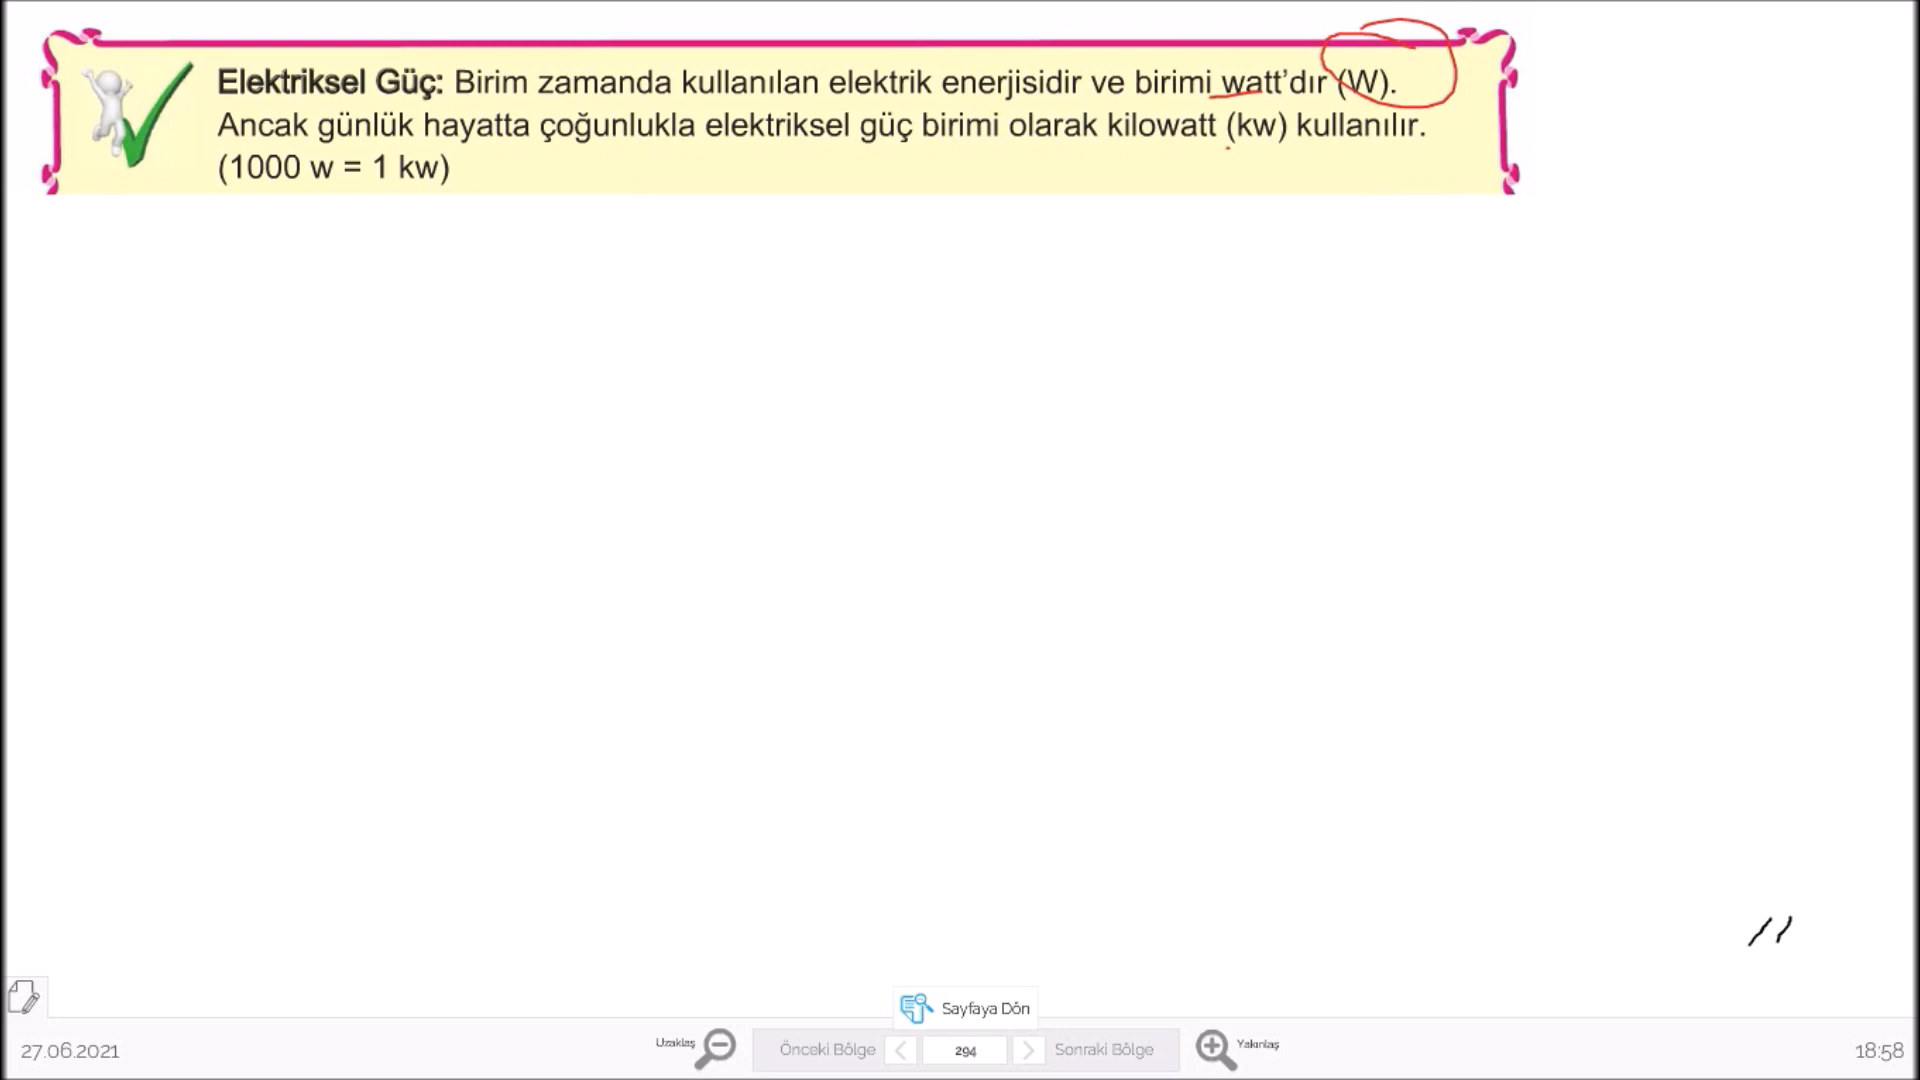 Elektriksel Güç: Birim zamanda kullanılan elektrik enerjisidir ve birimi watt’dır (W).
Ancak günlük hayatta çoğunlukla elektriksel güç birimi olarak kilowatt (kw) kullanılır.
(1000 w = 1 kw)
11
Sayfaya Dön
27.06.2021
Uzaklaş
Önceki Bölge
294
Sonraki Bölge
Yakınlaş
18:58